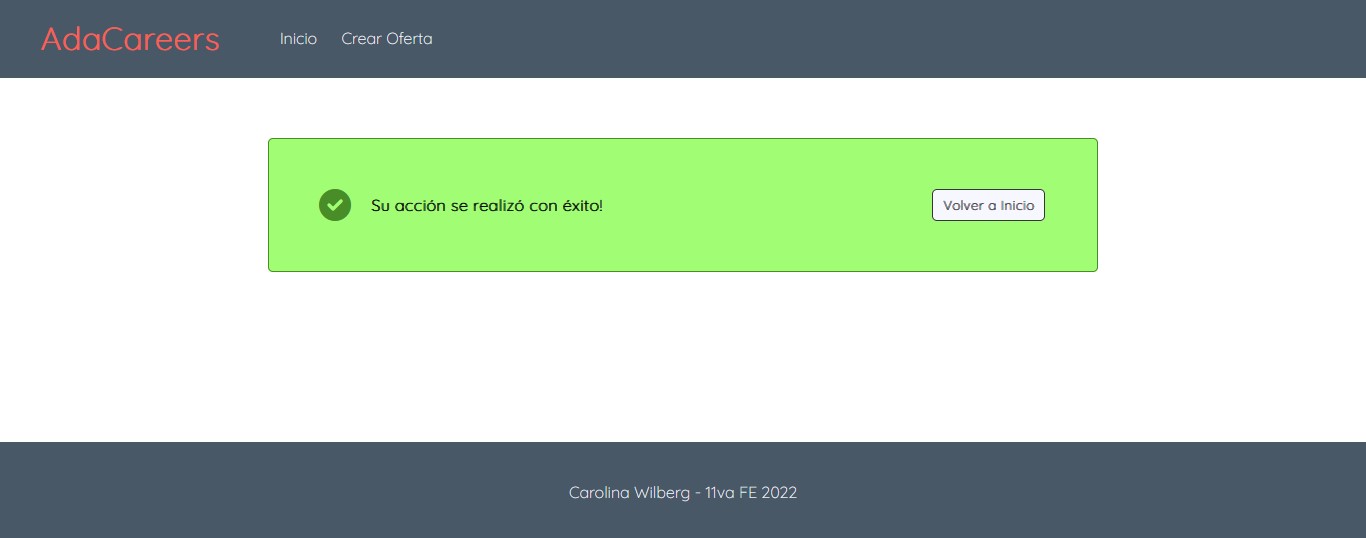 AdaCareers
Inicio Crear Oferta
Su acción se realizó con éxito!
Volver a Inicio
Carolina Wilberg - 11va FE 2022